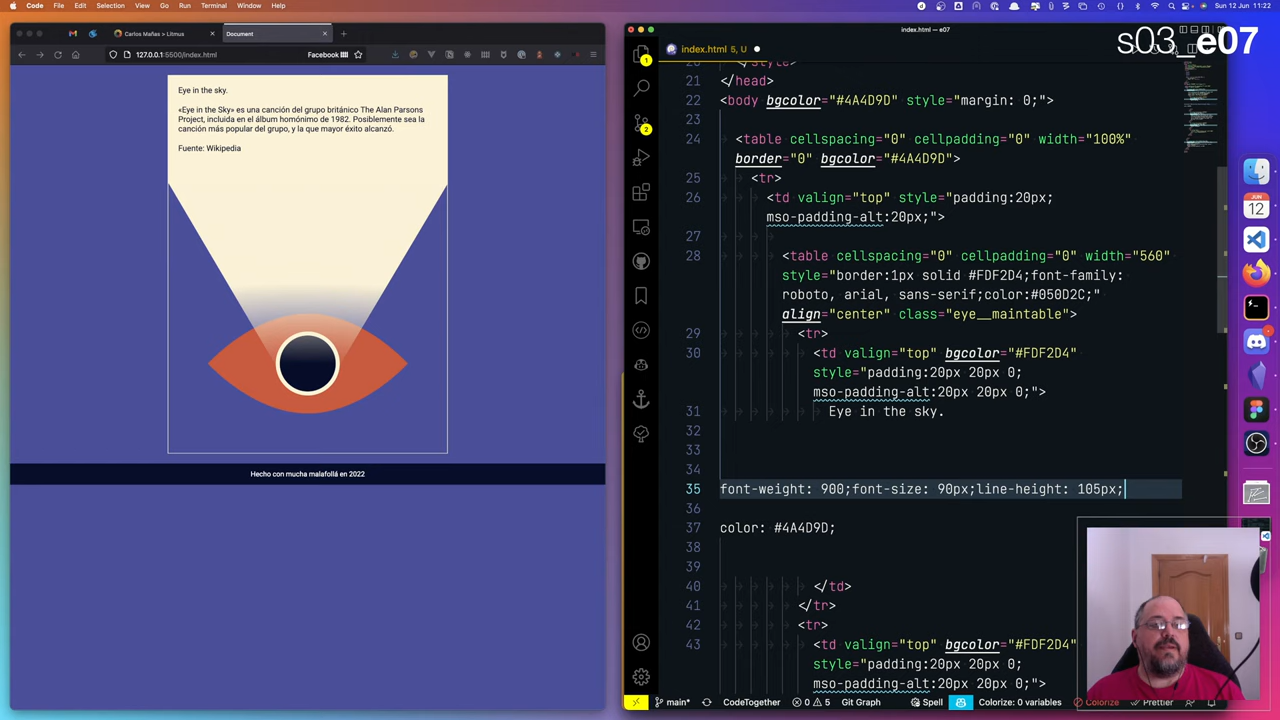 Code File Edit Selection View Go Run Terminal Window Help
Sun 12 Jun 11:22
Carlos Mañas > Litmus
Document
127.0.0.1:5500/index.html
Facebook
Eye in the sky.
«Eye in the Sky» es una canción del grupo británico The Alan Parsons
Project, incluida en el álbum homónimo de 1982. Posiblemente sea la
canción más popular del grupo, y la que mayor éxito alcanzó.
Fuente: Wikipedia
Hecho con mucha malafollá en 2022
index.html — e07
s03_e07
index.html 5, U
1
2
20 </style>
21 </head>
22 <body bgcolor="#4A4D9D" style="margin: 0;">
23
24 <table cellspacing="0" cellpadding="0" width="100%"
border="0" bgcolor="#4A4D9D">
25 <tr>
26 <td valign="top" style="padding:20px;
mso-padding-alt:20px;">
27
28 <table cellspacing="0" cellpadding="0" width="560"
style="border:1px solid #FDF2D4;font-family:
roboto, arial, sans-serif;color:#050D2C;"
align="center" class="eye__maintable">
29 <tr>
30 <td valign="top" bgcolor="#FDF2D4"
style="padding:20px 20px 0;
mso-padding-alt:20px 20px 0;">
31 Eye in the sky.
32
33
34
35 font-weight: 900;font-size: 90px;line-height: 105px;
36
37 color: #4A4D9D;
38
39
40 </td>
41 </tr>
42 <tr>
43 <td valign="top" bgcolor="#FDF2D4"
style="padding:20px 20px 0;
mso-padding-alt:20px 20px 0;">
JUN
12
main* CodeTogether 0 5 Git Graph Spell Colorize: 0 variables Colorize Prettier